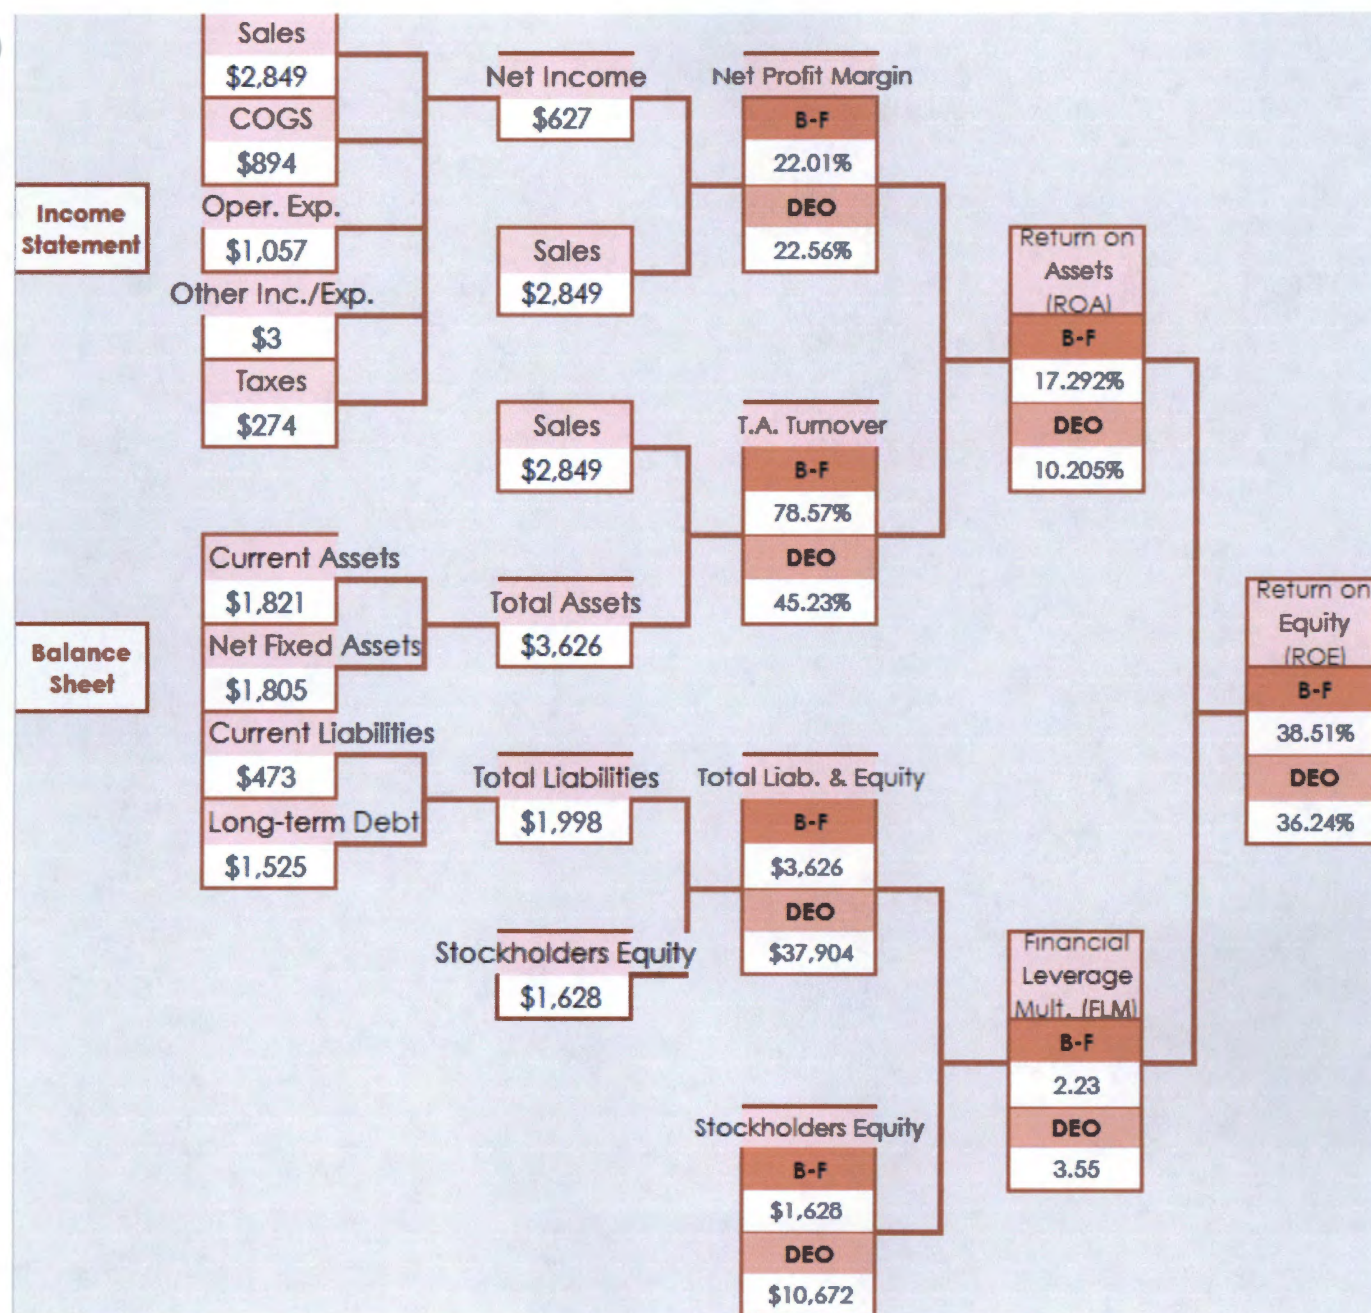 Sales
$2,849
COGS
$894
Income
Statement
Oper. Exp.
$1,057
Other Inc./Exp.
$3
Taxes
$274
Net Income
$627
Sales
$2,849
Net Profit Margin
B-F
22.01%
DEO
22.56%
Sales
$2,849
T.A. Turnover
B-F
78.57%
DEO
45.23%
Return on
Assets
(ROA)
B-F
17.292%
DEO
10.205%
Balance
Sheet
Current Assets
$1,821
Net Fixed Assets
$1,805
Current Liabilities
$473
Long-term Debt
$1,525
Total Assets
$3,626
Total Liabilities
$1,998
Stockholders Equity
$1,628
Total Liab. & Equity
B-F
$3,626
DEO
$37,904
Stockholders Equity
B-F
$1,628
DEO
$10,672
Financial
Leverage
Mult. (FLM)
B-F
2.23
DEO
3.55
Return on
Equity
(ROE)
B-F
38.51%
DEO
36.24%